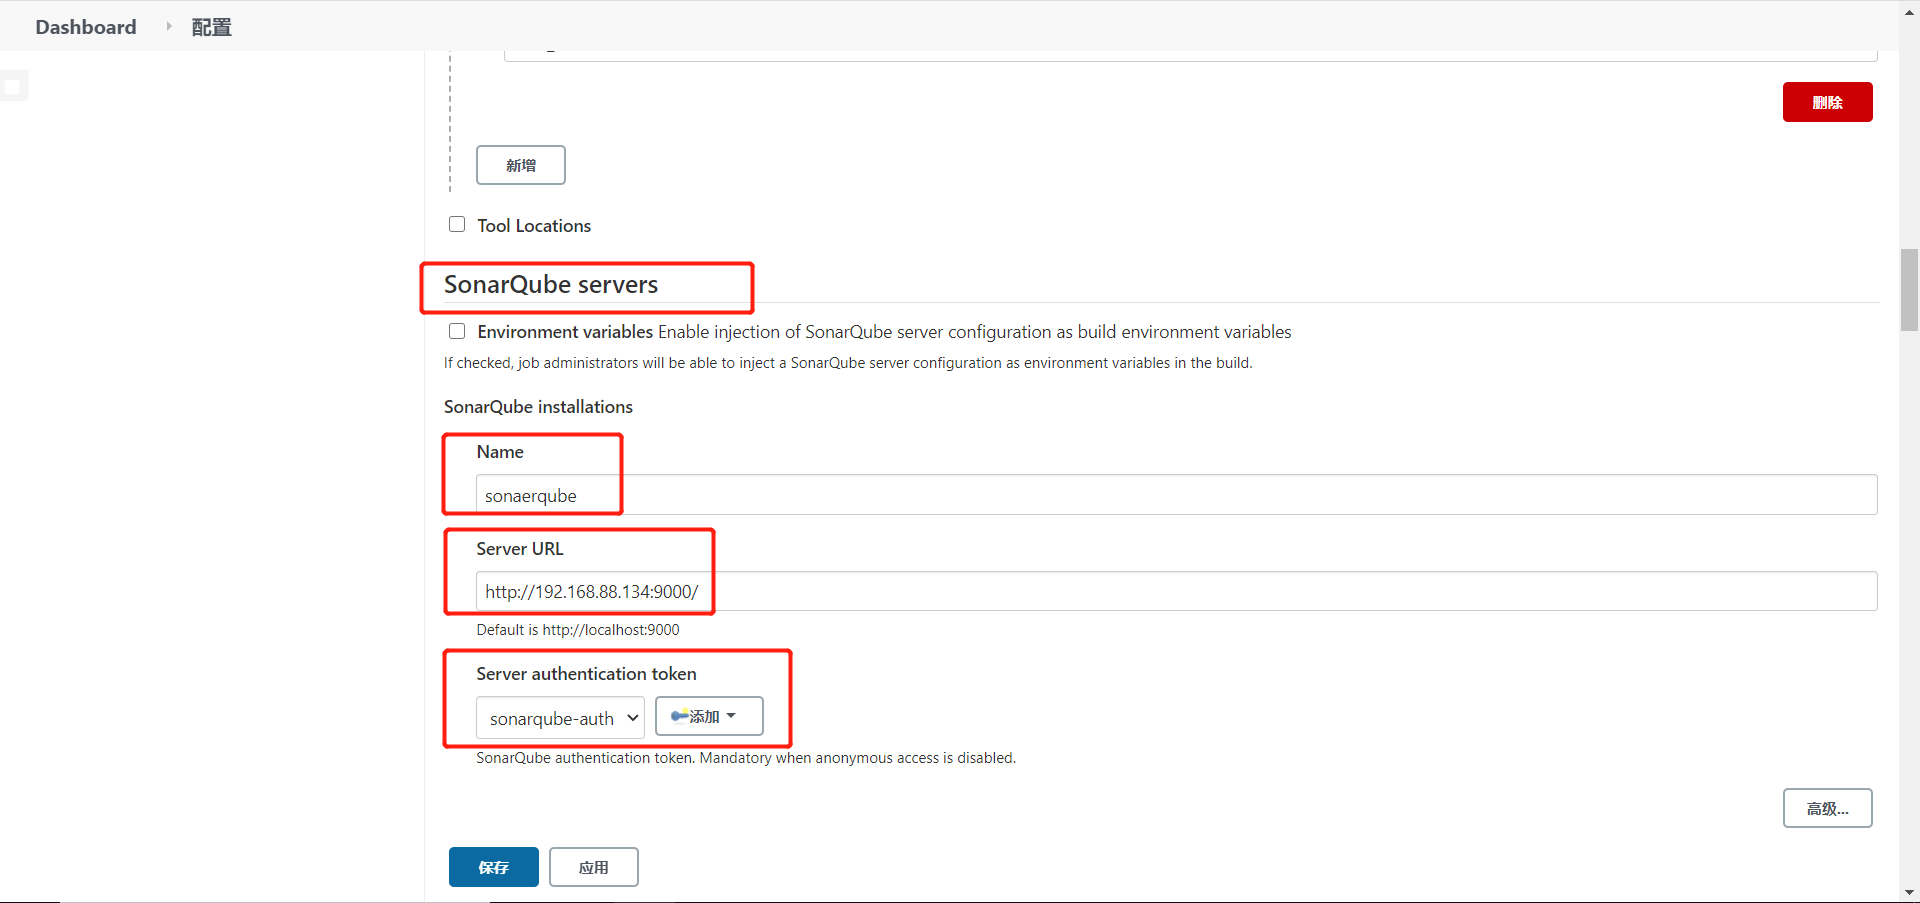 Dashboard 配置
删除
新增
Tool Locations
SonarQube servers
Environment variables Enable injection of SonarQube server configuration as build environment variables
If checked, job administrators will be able to inject a SonarQube server configuration as environment variables in the build.
SonarQube installations
Name
sonaerqube
Server URL
http://192.168.88.134:9000/
Default is http://localhost:9000
Server authentication token
sonarqube-auth 添加
SonarQube authentication token. Mandatory when anonymous access is disabled.
高级...
保存 应用